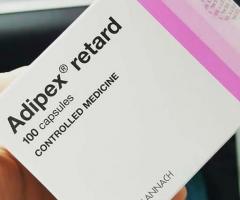 Adipex® retard
100 capsules
CONTROLLED MEDICINE